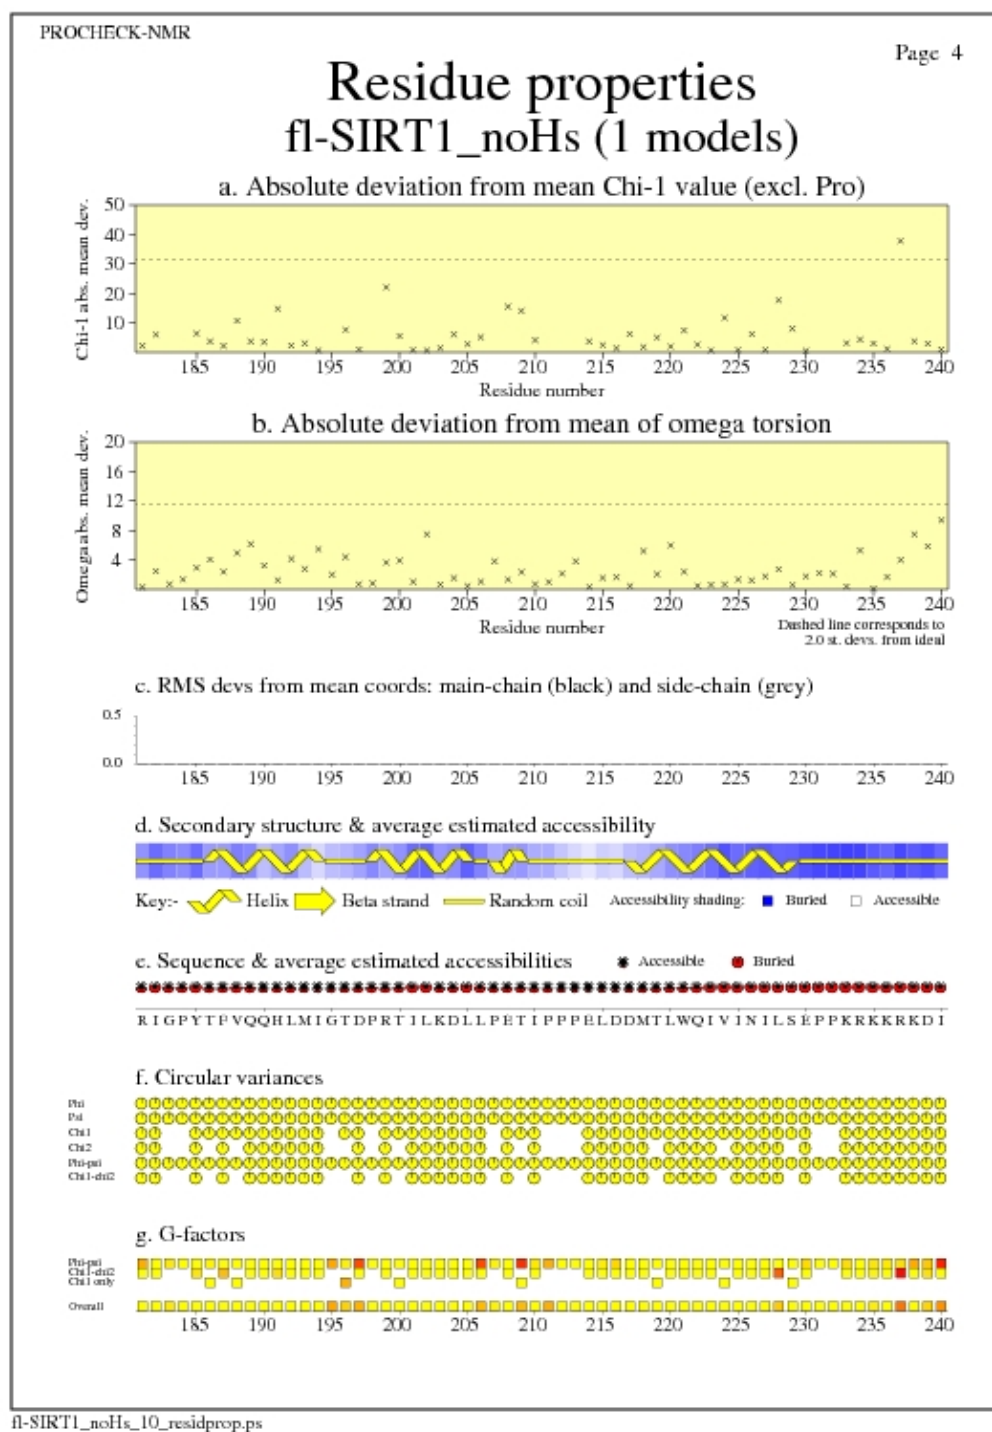 PROCHECK-NMR
Page 4
Residue properties
fl-SIRT1_noHs (1 models)
a. Absolute deviation from mean Chi-1 value (excl. Pro)
Chi-1 abs. mean dev.
50
40
30
20
10
185 190 195 200 205 210 215 220 225 230 235 240
Residue number
b. Absolute deviation from mean of omega torsion
Omega abs. mean dev.
20
16
12
8
4
185 190 195 200 205 210 215 220 225 230 235 240
Residue number
Dashed line corresponds to
2.0 st. devs. from ideal
c. RMS devs from mean coords: main-chain (black) and side-chain (grey)
0.5
0.0
185 190 195 200 205 210 215 220 225 230 235 240
d. Secondary structure & average estimated accessibility
Key:- Helix Beta strand Random coil Accessibility shading: Buried Accessible
e. Sequence & average estimated accessibilities Accessible Buried
R I G P Y T F V Q Q H L M I G T D P R T I L K D L L P E T I P P P E L D D M T L W Q I V I N I L S E P P K R K K R K D I
f. Circular variances
Phi
Psi
Chi1
Chi2
Phi-psi
Chi1-chi2
g. G-factors
Phi-psi
Chi1-chi2
Chi1 only
Overall
185 190 195 200 205 210 215 220 225 230 235 240
fl-SIRT1_noHs_10_residprop.ps